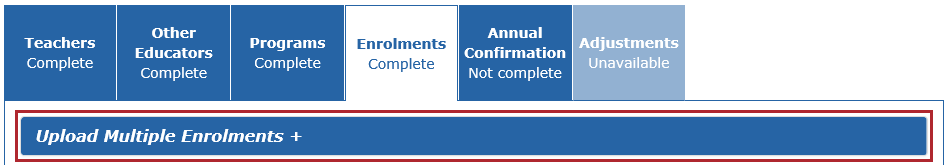 Teachers
Complete
Other
Educators
Complete
Programs
Complete
Enrolments
Complete
Annual
Confirmation
Not complete
Adjustments
Unavailable
Upload Multiple Enrolments +